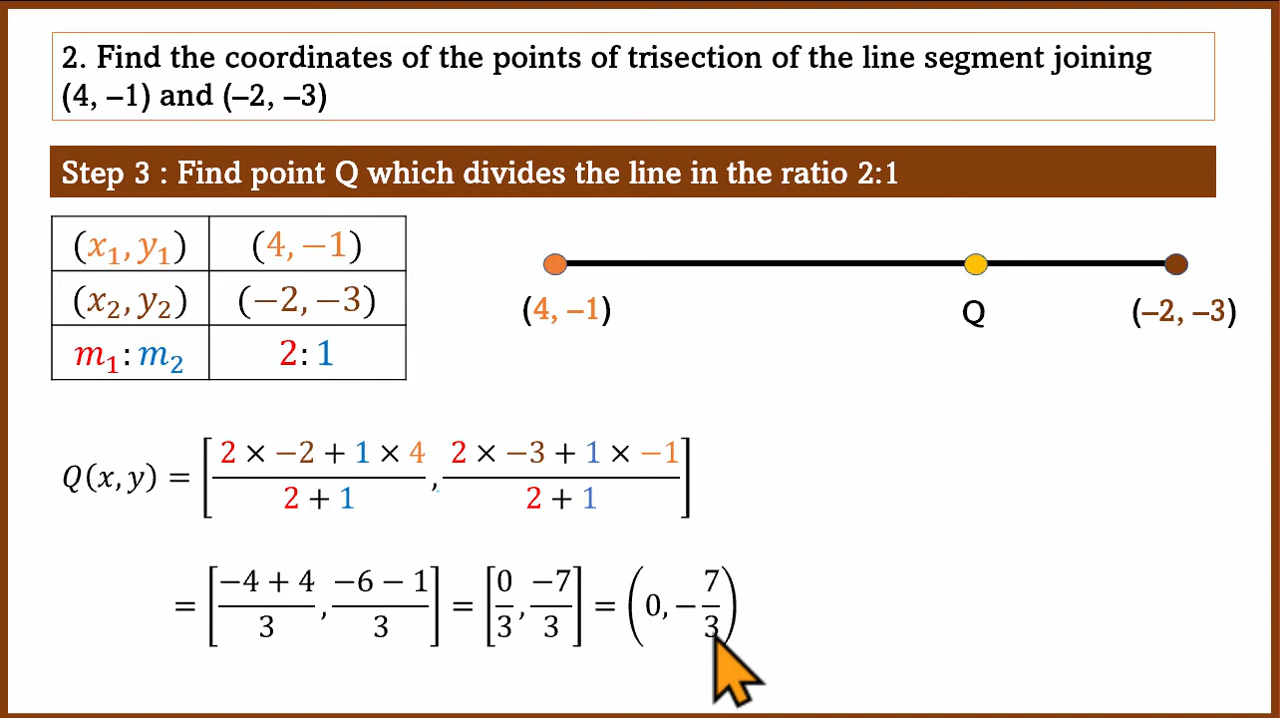 2. Find the coordinates of the points of trisection of the line segment joining
(4, –1) and (–2, –3)
Step 3 : Find point Q which divides the line in the ratio 2:1
(x₁, y₁) (4, −1)
(x₂, y₂) (−2, −3)
m₁: m₂ 2: 1
(4, –1) Q (–2, –3)
Q(x, y) = [(2 × −2 + 1 × 4)/(2 + 1), (2 × −3 + 1 × −1)/(2 + 1)]
= [(−4 + 4)/3, (−6 − 1)/3] = [0/3, −7/3] = (0, −7/3)